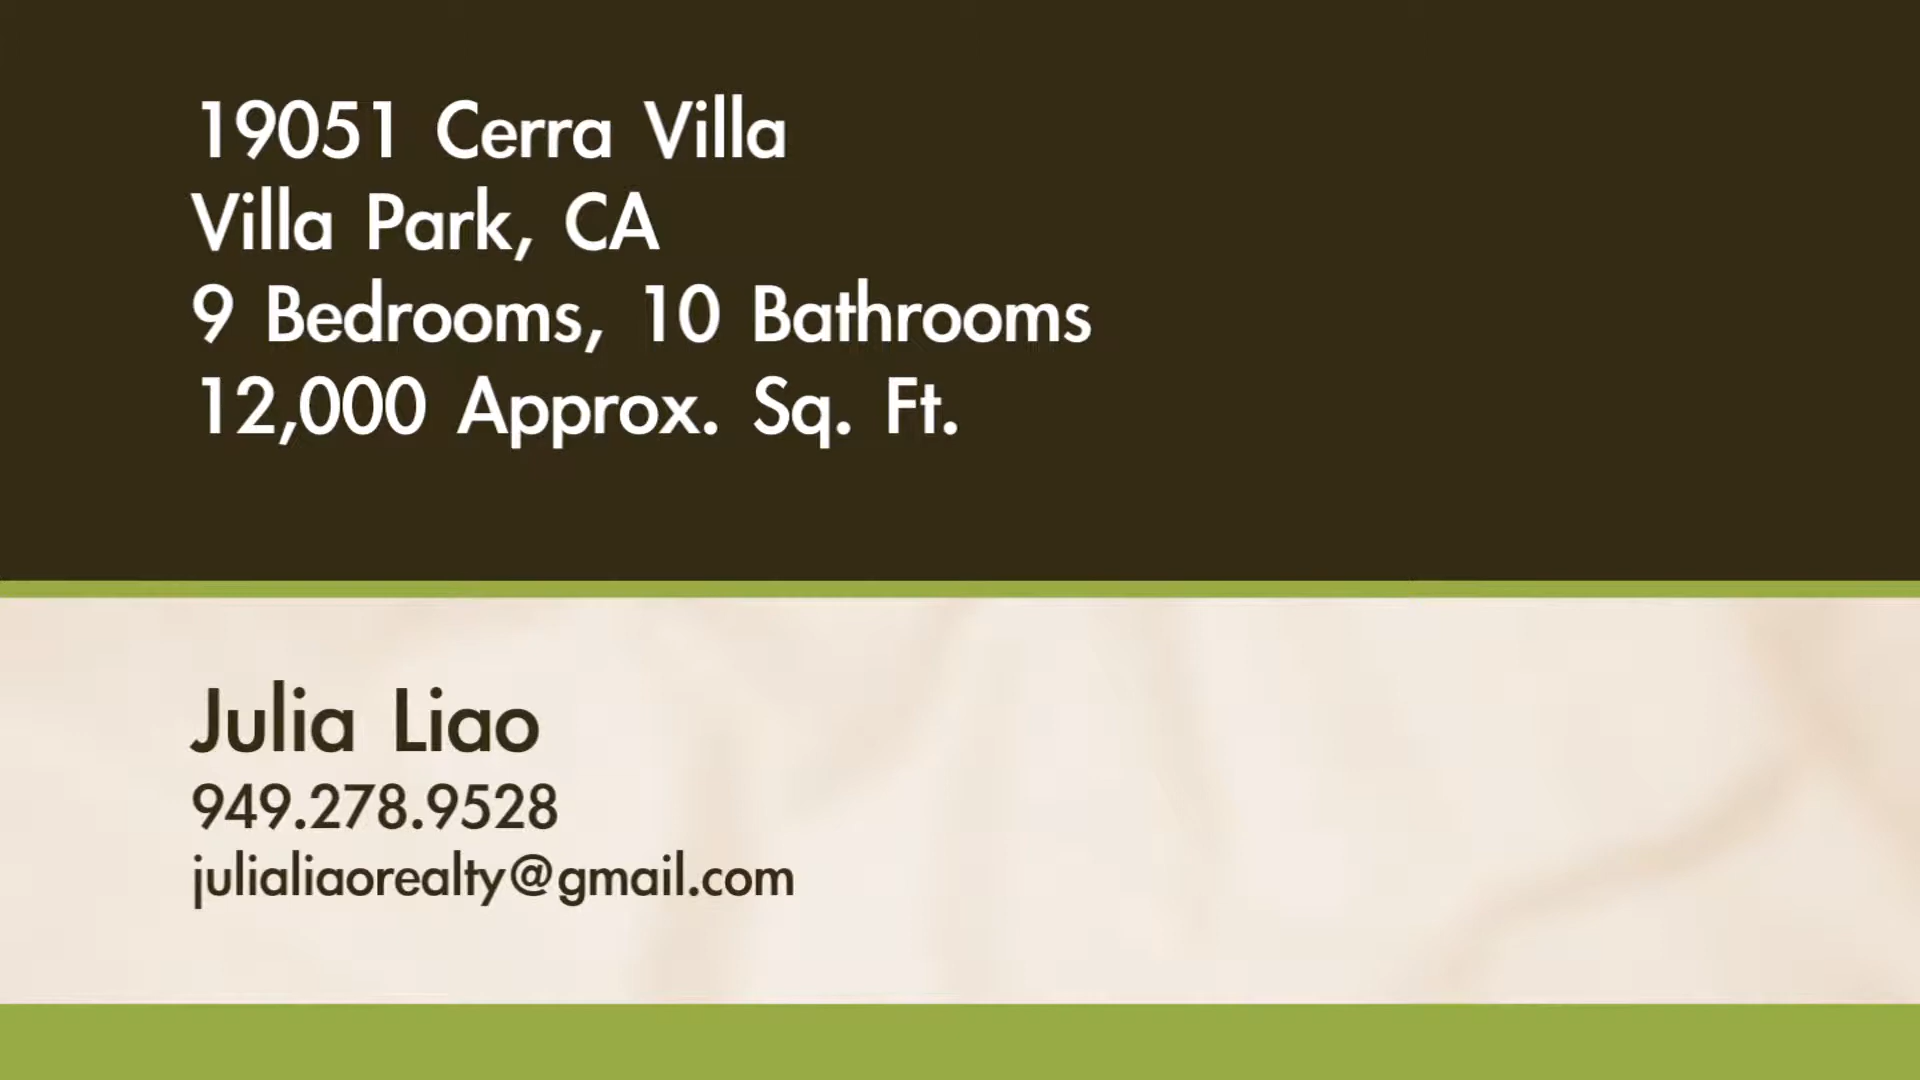 19051 Cerra Villa
Villa Park, CA
9 Bedrooms, 10 Bathrooms
12,000 Approx. Sq. Ft.
Julia Liao
949.278.9528
julialiaorealty@gmail.com